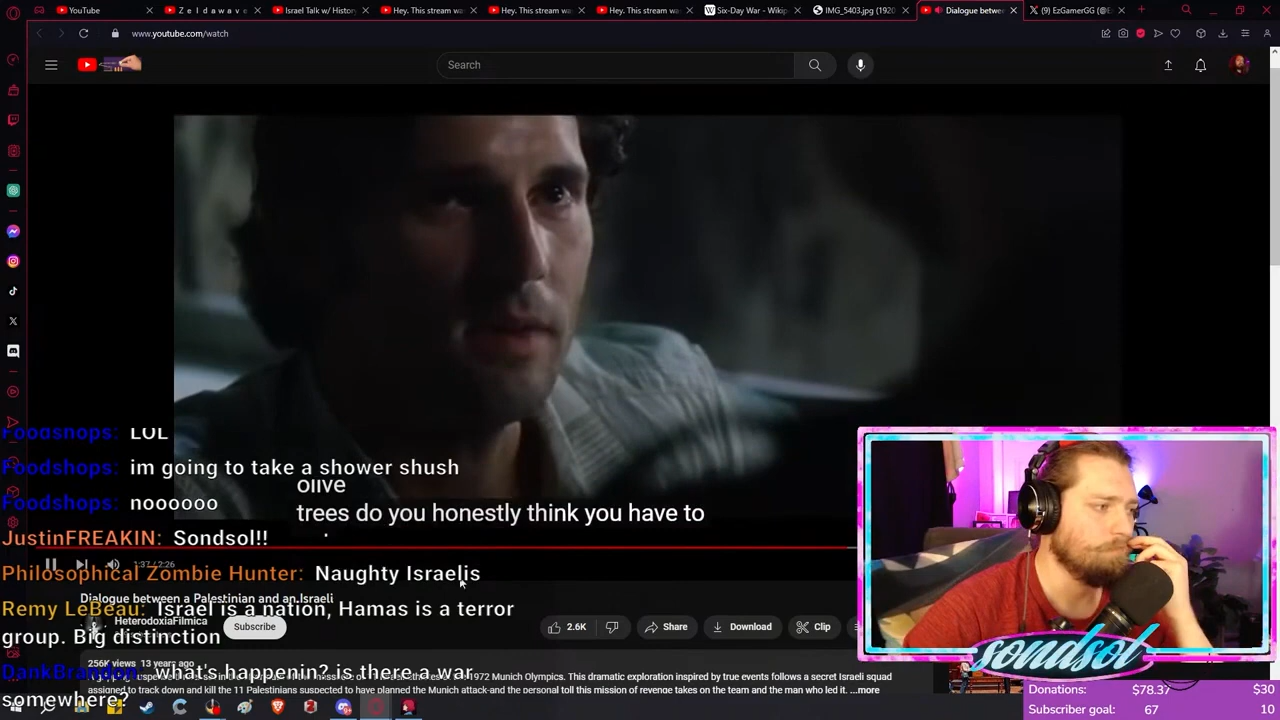 YouTube
Z e l d a w a v e
Israel Talk w/ History
Hey. This stream wa
Hey. This stream wa
Hey. This stream wa
Six-Day War - Wikip
IMG_5403.jpg (1920
Dialogue betwee
(9) EzGamerGG (@E
www.youtube.com/watch
Search
Foodshops: LOL
Foodshops: im going to take a shower shush
Foodshops: noooooo
JustinFREAKIN: Sondsol!!
Philosophical Zombie Hunter: Naughty Israelis
Remy LeBeau: Israel is a nation, Hamas is a terror
group. Big distinction
DankBrandon: what's happenin? is there a war
somewhere?
olive
trees do you honestly think you have to
1:37 / 2:26
Dialogue between a Palestinian and an Israeli
HeterodoxiaFilmica
Subscribe
2.6K
Share
Download
Clip
256K views 13 years ago
1972 Munich Olympics. This dramatic exploration inspired by true events follows a secret Israeli squad
assigned to track down and kill the 11 Palestinians suspected to have planned the Munich attack-and the personal toll this mission of revenge takes on the team and the man who led it. ...more
sondsol
Donations: $78.37 $30
Subscriber goal: 67 10